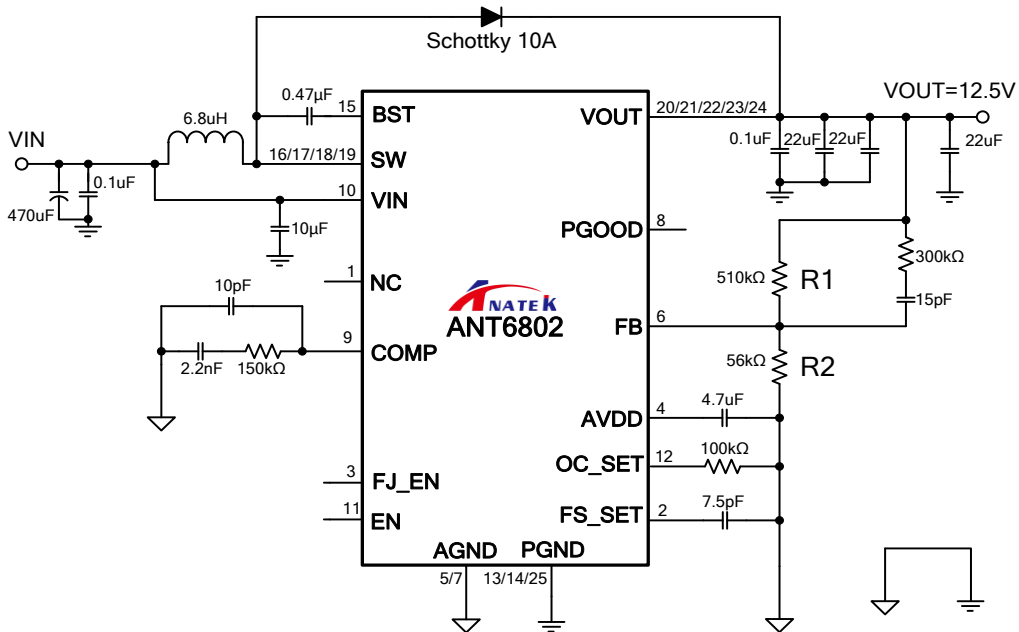 Schottky 10A
VOUT=12.5V
VIN
6.8uH
0.47µF
15
BST
VOUT
20/21/22/23/24
16/17/18/19
SW
0.1uF
22uF
22uF
22uF
470uF
0.1uF
10
VIN
10µF
PGOOD
8
1
NC
510kΩ
R1
300kΩ
15pF
10pF
ANATEK
ANT6802
FB
6
9
COMP
2.2nF
150kΩ
56kΩ
R2
AVDD
4
4.7uF
OC_SET
12
100kΩ
3
FJ_EN
11
EN
FS_SET
2
7.5pF
AGND
PGND
5/7
13/14/25